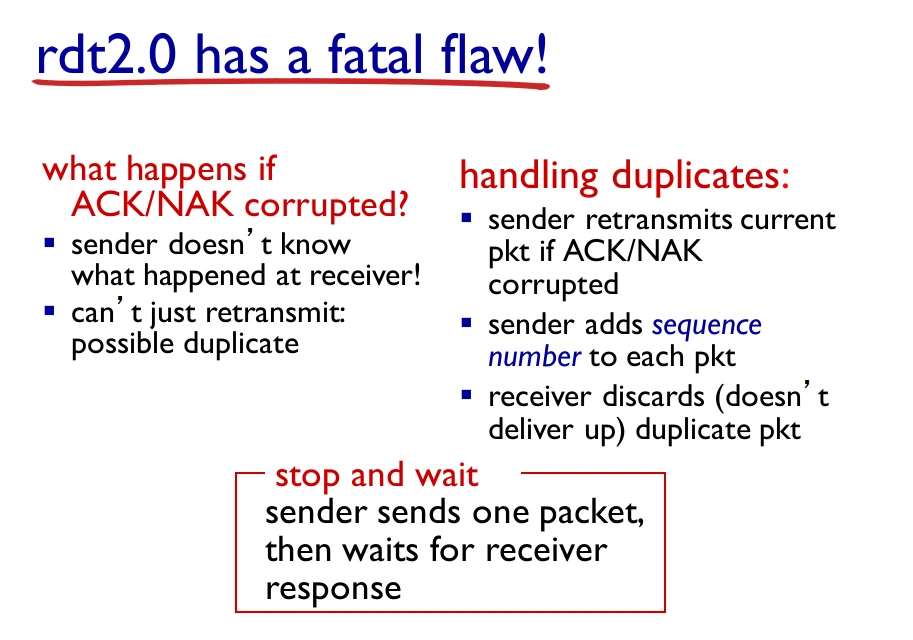 rdt2.0 has a fatal flaw!
what happens if
ACK/NAK corrupted?
▪ sender doesn’t know
what happened at receiver!
▪ can’t just retransmit:
possible duplicate
handling duplicates:
▪ sender retransmits current
pkt if ACK/NAK
corrupted
▪ sender adds sequence
number to each pkt
▪ receiver discards (doesn’t
deliver up) duplicate pkt
stop and wait
sender sends one packet,
then waits for receiver
response